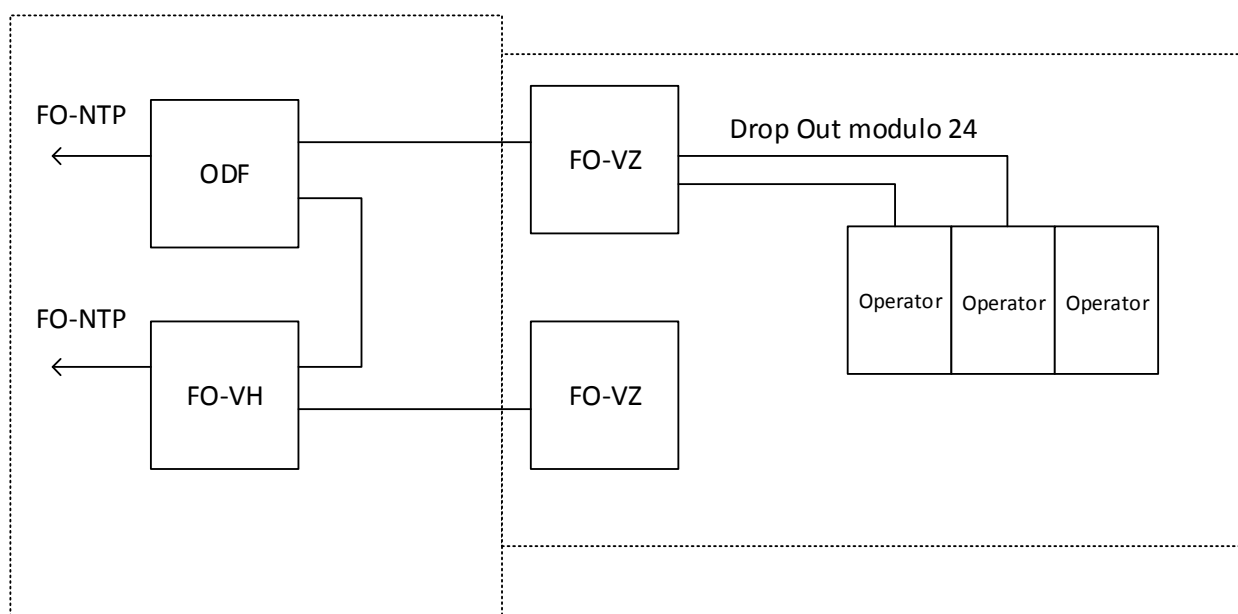 FO-NTP
ODF
FO-VZ
Drop Out modulo 24
Operator
Operator
Operator
FO-NTP
FO-VH
FO-VZ